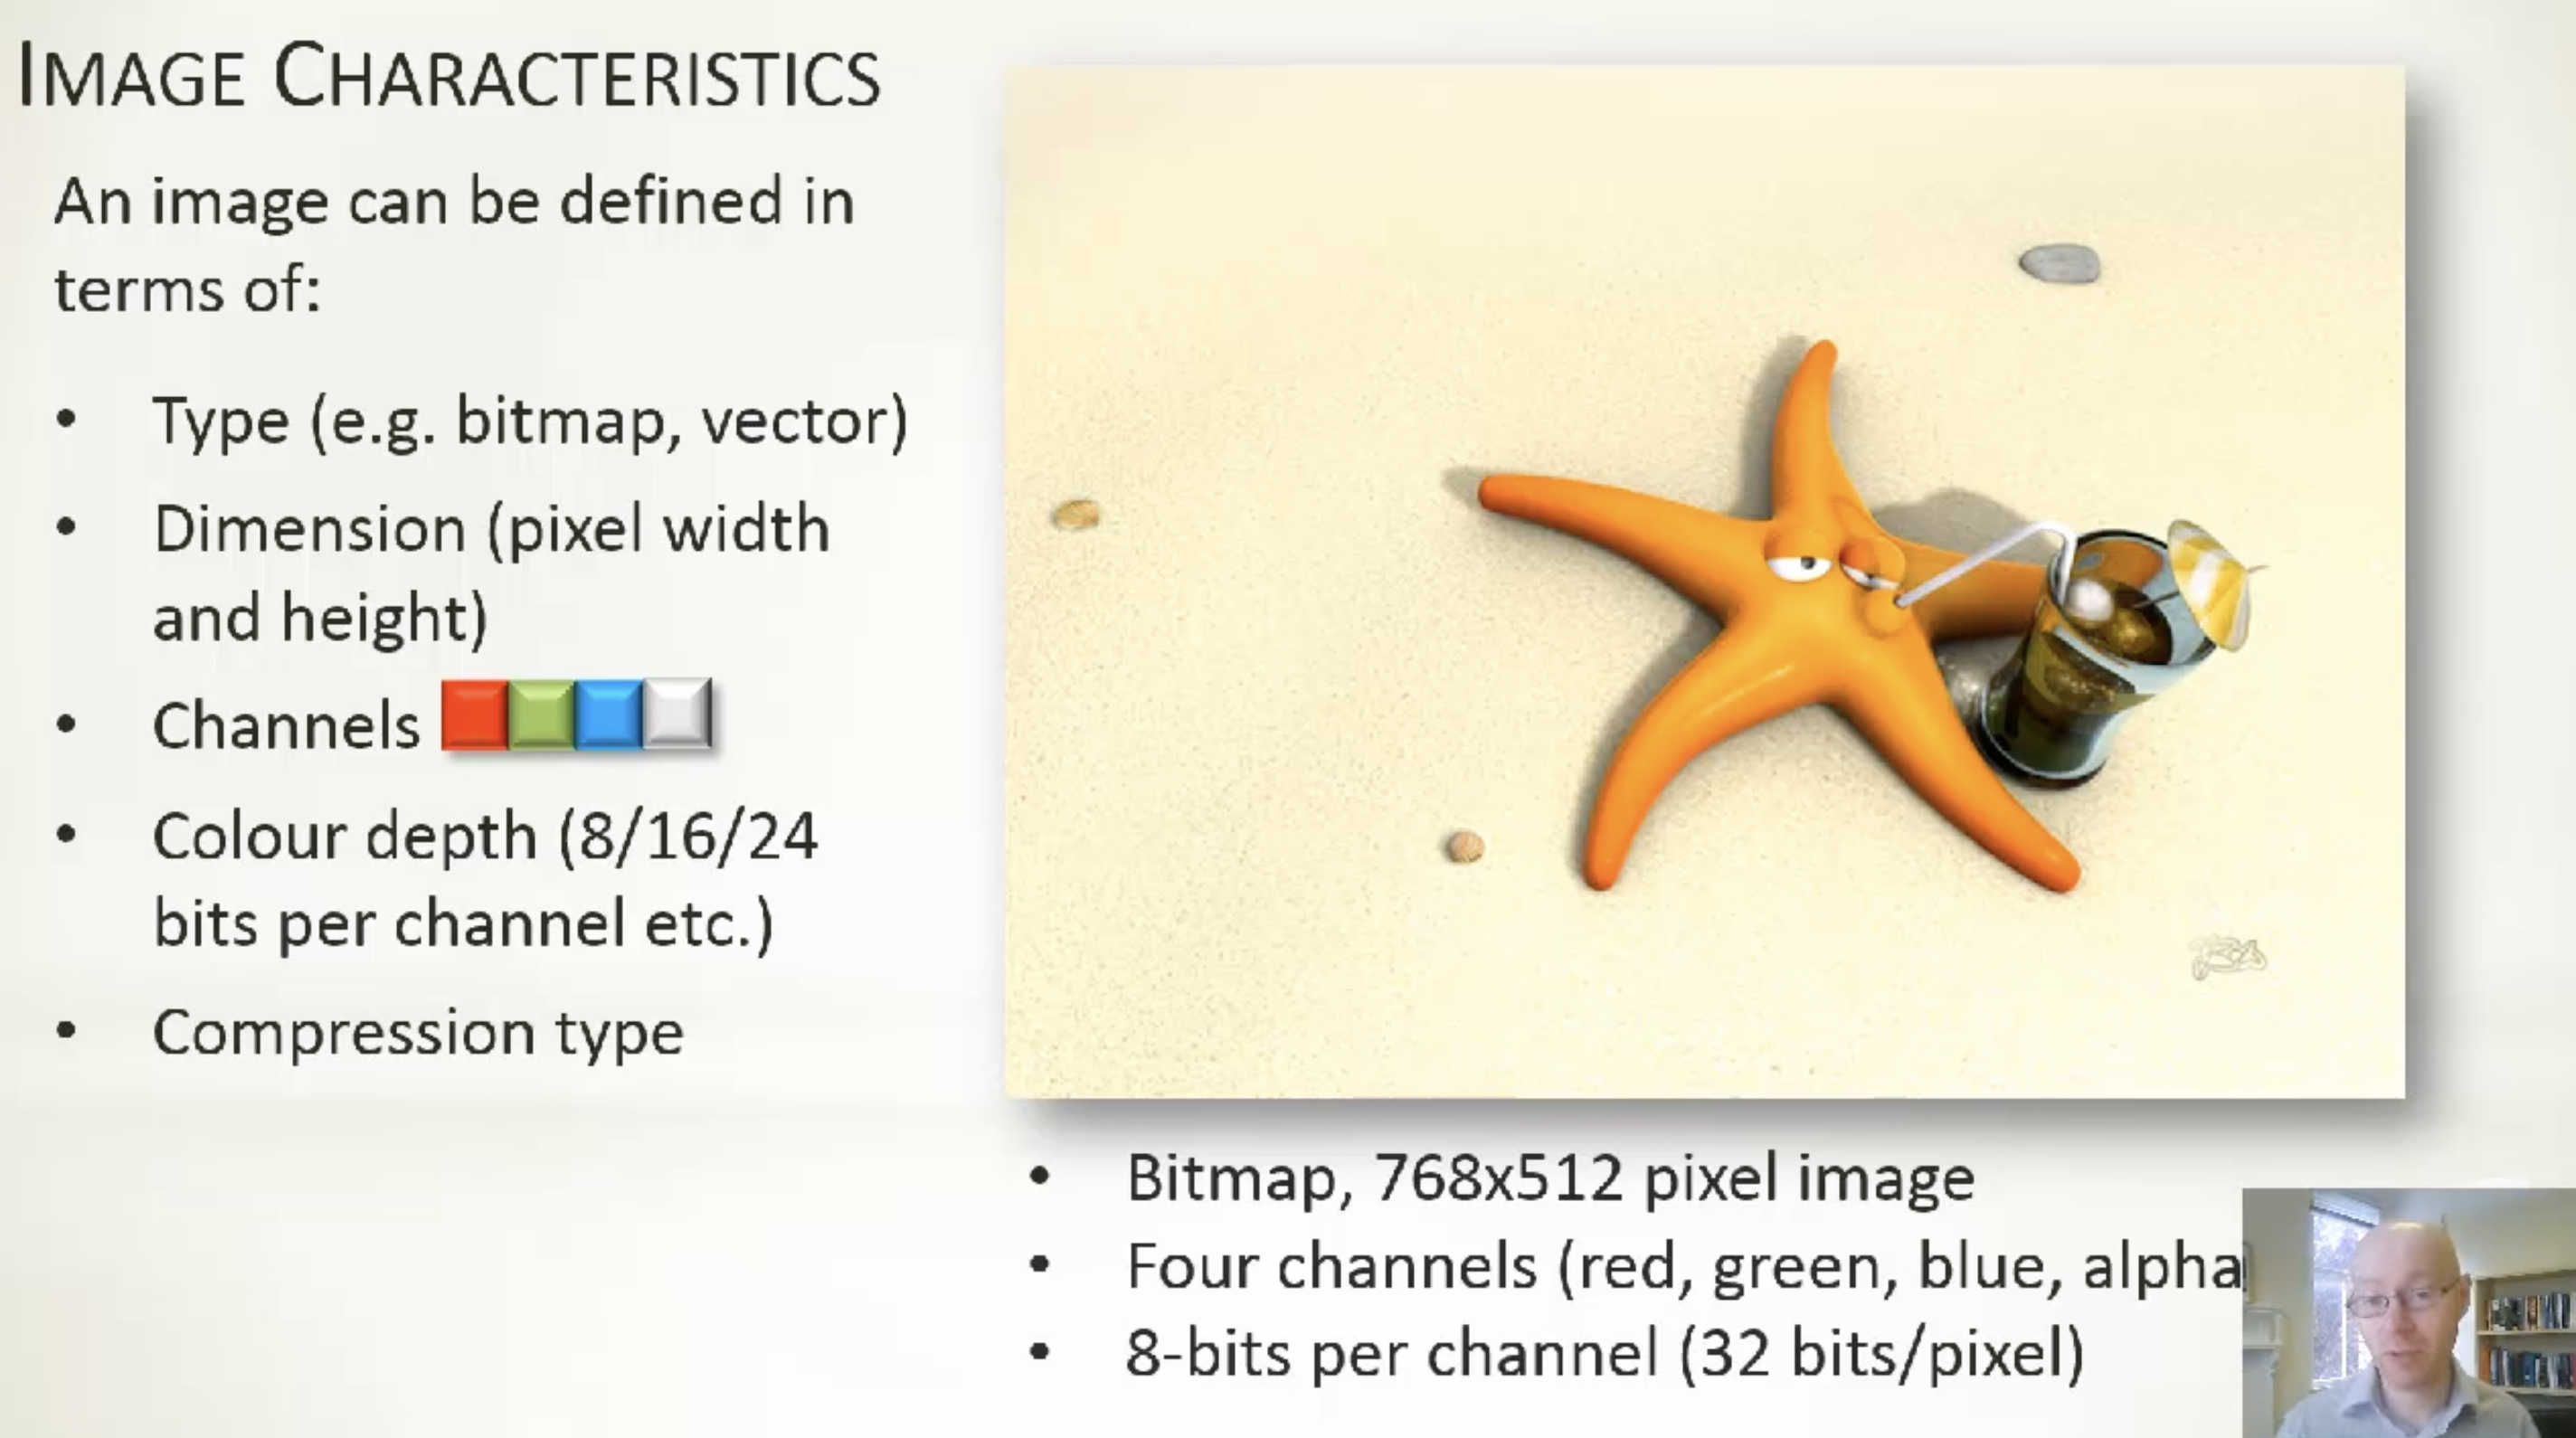 IMAGE CHARACTERISTICS
An image can be defined in
terms of:
• Type (e.g. bitmap, vector)
• Dimension (pixel width
and height)
• Channels
• Colour depth (8/16/24
bits per channel etc.)
• Compression type
• Bitmap, 768x512 pixel image
• Four channels (red, green, blue, alpha
• 8-bits per channel (32 bits/pixel)